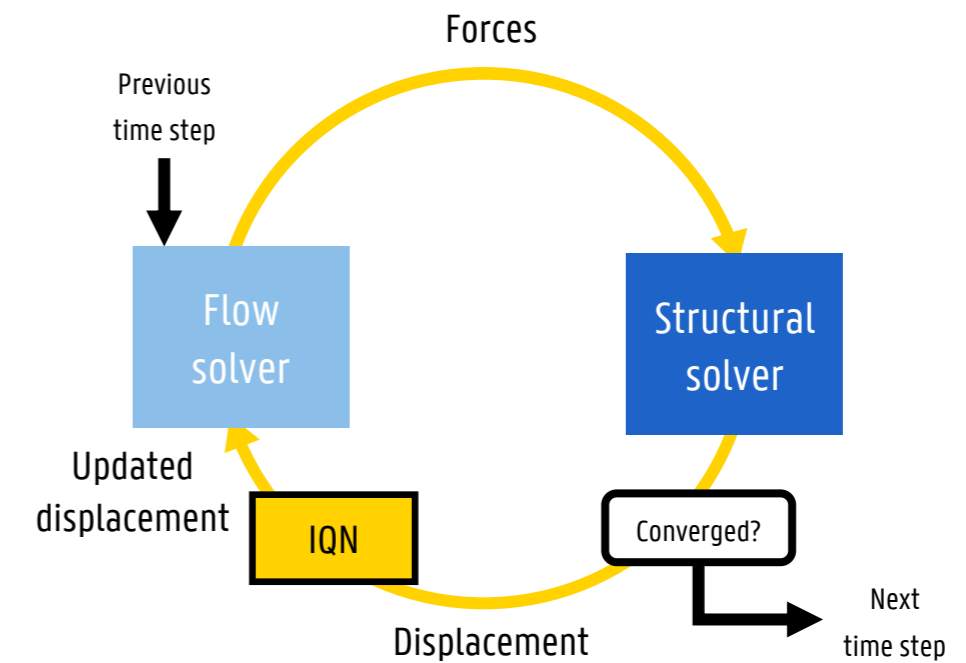 Forces
Previous
time step
Flow
solver
Structural
solver
Updated
displacement
IQN
Converged?
Displacement
Next
time step